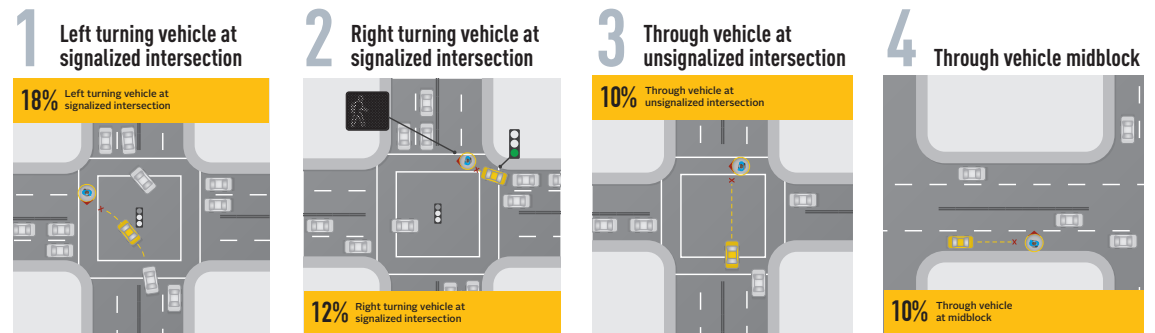 1
Left turning vehicle at
signalized intersection
18%
Left turning vehicle at
signalized intersection
2
Right turning vehicle at
signalized intersection
12%
Right turning vehicle at
signalized intersection
3
Through vehicle at
unsignalized intersection
10%
Through vehicle at
unsignalized intersection
4
Through vehicle midblock
10%
Through vehicle
at midblock